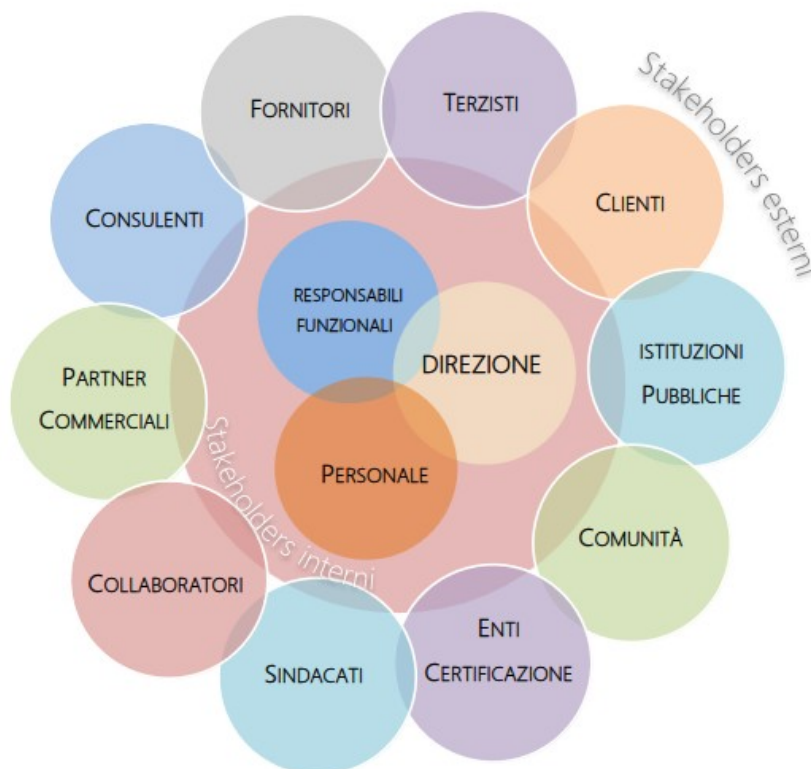 FORNITORI
TERZISTI
Stakeholders esterni
CLIENTI
CONSULENTI
RESPONSABILI
FUNZIONALI
DIREZIONE
ISTITUZIONI
PUBBLICHE
PARTNER
COMMERCIALI
Stakeholders interni
PERSONALE
COMUNITÀ
COLLABORATORI
SINDACATI
ENTI
CERTIFICAZIONE